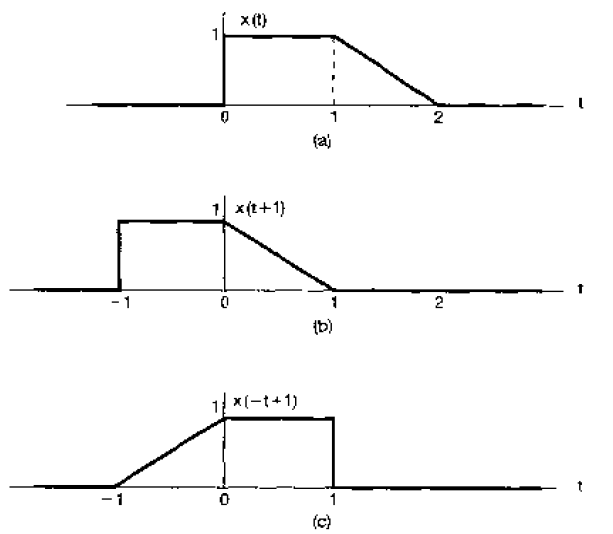 x(t)
1
t
0 1 2
(a)
1 x(t+1)
t
-1 0 1 2
(b)
1 x(-t+1)
t
-1 0 1
(c)